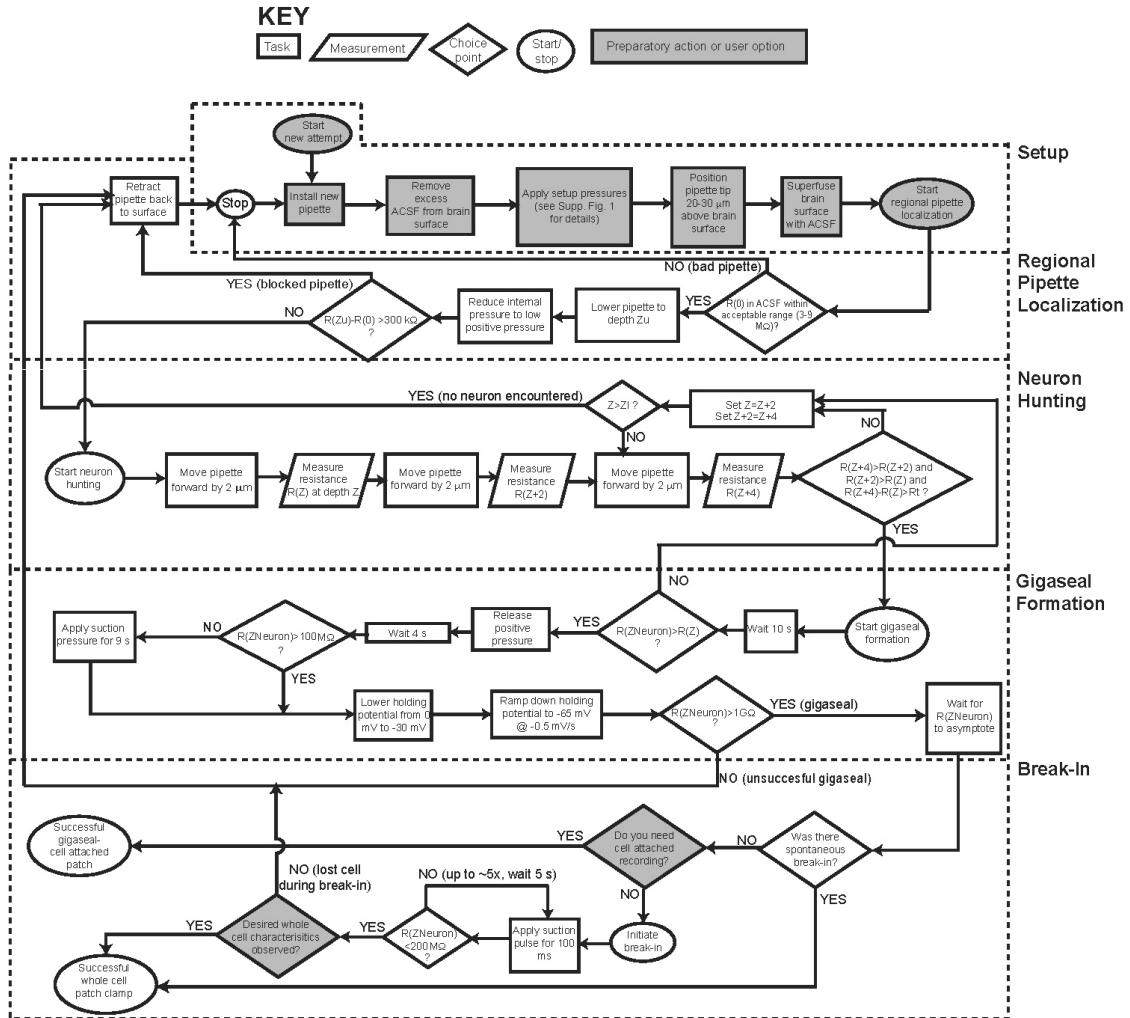 KEY
Task
Measurement
Choice
point
Start/
stop
Preparatory action or user option
Setup
Start
new attempt
Retract
pipette back
to surface
Stop
Install new
pipette
Remove
excess
ACSF from brain
surface
Apply setup pressures
(see Supp. Fig. 1
for details)
Position
pipette tip
20-30 μm
above brain
surface
Superfuse
brain
surface
with ACSF
Start
regional pipette
localization
Regional
Pipette
Localization
NO (bad pipette)
YES (blocked pipette)
NO
R(Zu)-R(0) >300 kΩ
?
Reduce internal
pressure to low
positive pressure
Lower pipette to
depth Zu
YES
R(0) in ACSF within
acceptable range (3-9
MΩ)?
Neuron
Hunting
YES (no neuron encountered)
Z>Zl ?
Set Z=Z+2
Set Z+2=Z+4
NO
NO
Start neuron
hunting
Move pipette
forward by 2 μm
Measure
resistance
R(Z) at depth Z
Move pipette
forward by 2 μm
Measure
resistance
R(Z+2)
Move pipette
forward by 2 μm
Measure
resistance
R(Z+4)
R(Z+4)>R(Z+2) and
R(Z+2)>R(Z) and
R(Z+4)-R(Z)>Rt ?
YES
Gigaseal
Formation
NO
Apply suction
pressure for 9 s
NO
R(ZNeuron)>100MΩ
?
Wait 4 s
Release
positive
pressure
YES
R(ZNeuron)>R(Z)
?
Wait 10 s
Start gigaseal
formation
YES
Lower holding
potential from 0
mV to -30 mV
Ramp down holding
potential to -65 mV
@ -0.5 mV/s
R(ZNeuron)>1GΩ
?
YES (gigaseal)
Wait for
R(ZNeuron)
to asymptote
Break-In
NO (unsuccesful gigaseal)
Successful
gigaseal-
cell attached
patch
YES
Do you need
cell attached
recording?
NO
Was there
spontaneous
break-in?
NO (lost cell
during break-in)
NO (up to ~5x, wait 5 s)
NO
YES
YES
Desired whole
cell characterisitics
observed?
YES
R(ZNeuron)
<200MΩ
?
Apply suction
pulse for 100
ms
Initiate
break-in
Successful
whole cell
patch clamp